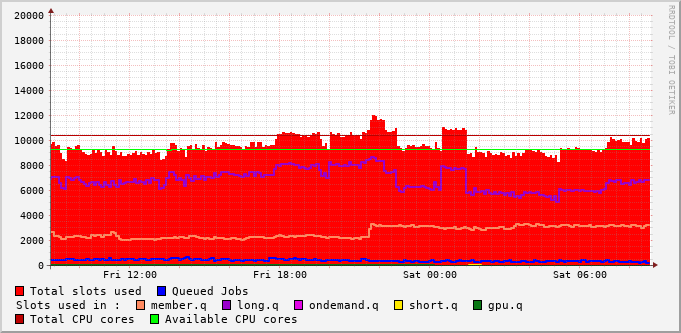 20000
18000
16000
14000
12000
10000
8000
6000
4000
2000
0
Fri 12:00 Fri 18:00 Sat 00:00 Sat 06:00
RRDTOOL / TOBI OETIKER
Total slots used Queued Jobs
Slots used in : member.q long.q ondemand.q short.q gpu.q
Total CPU cores Available CPU cores